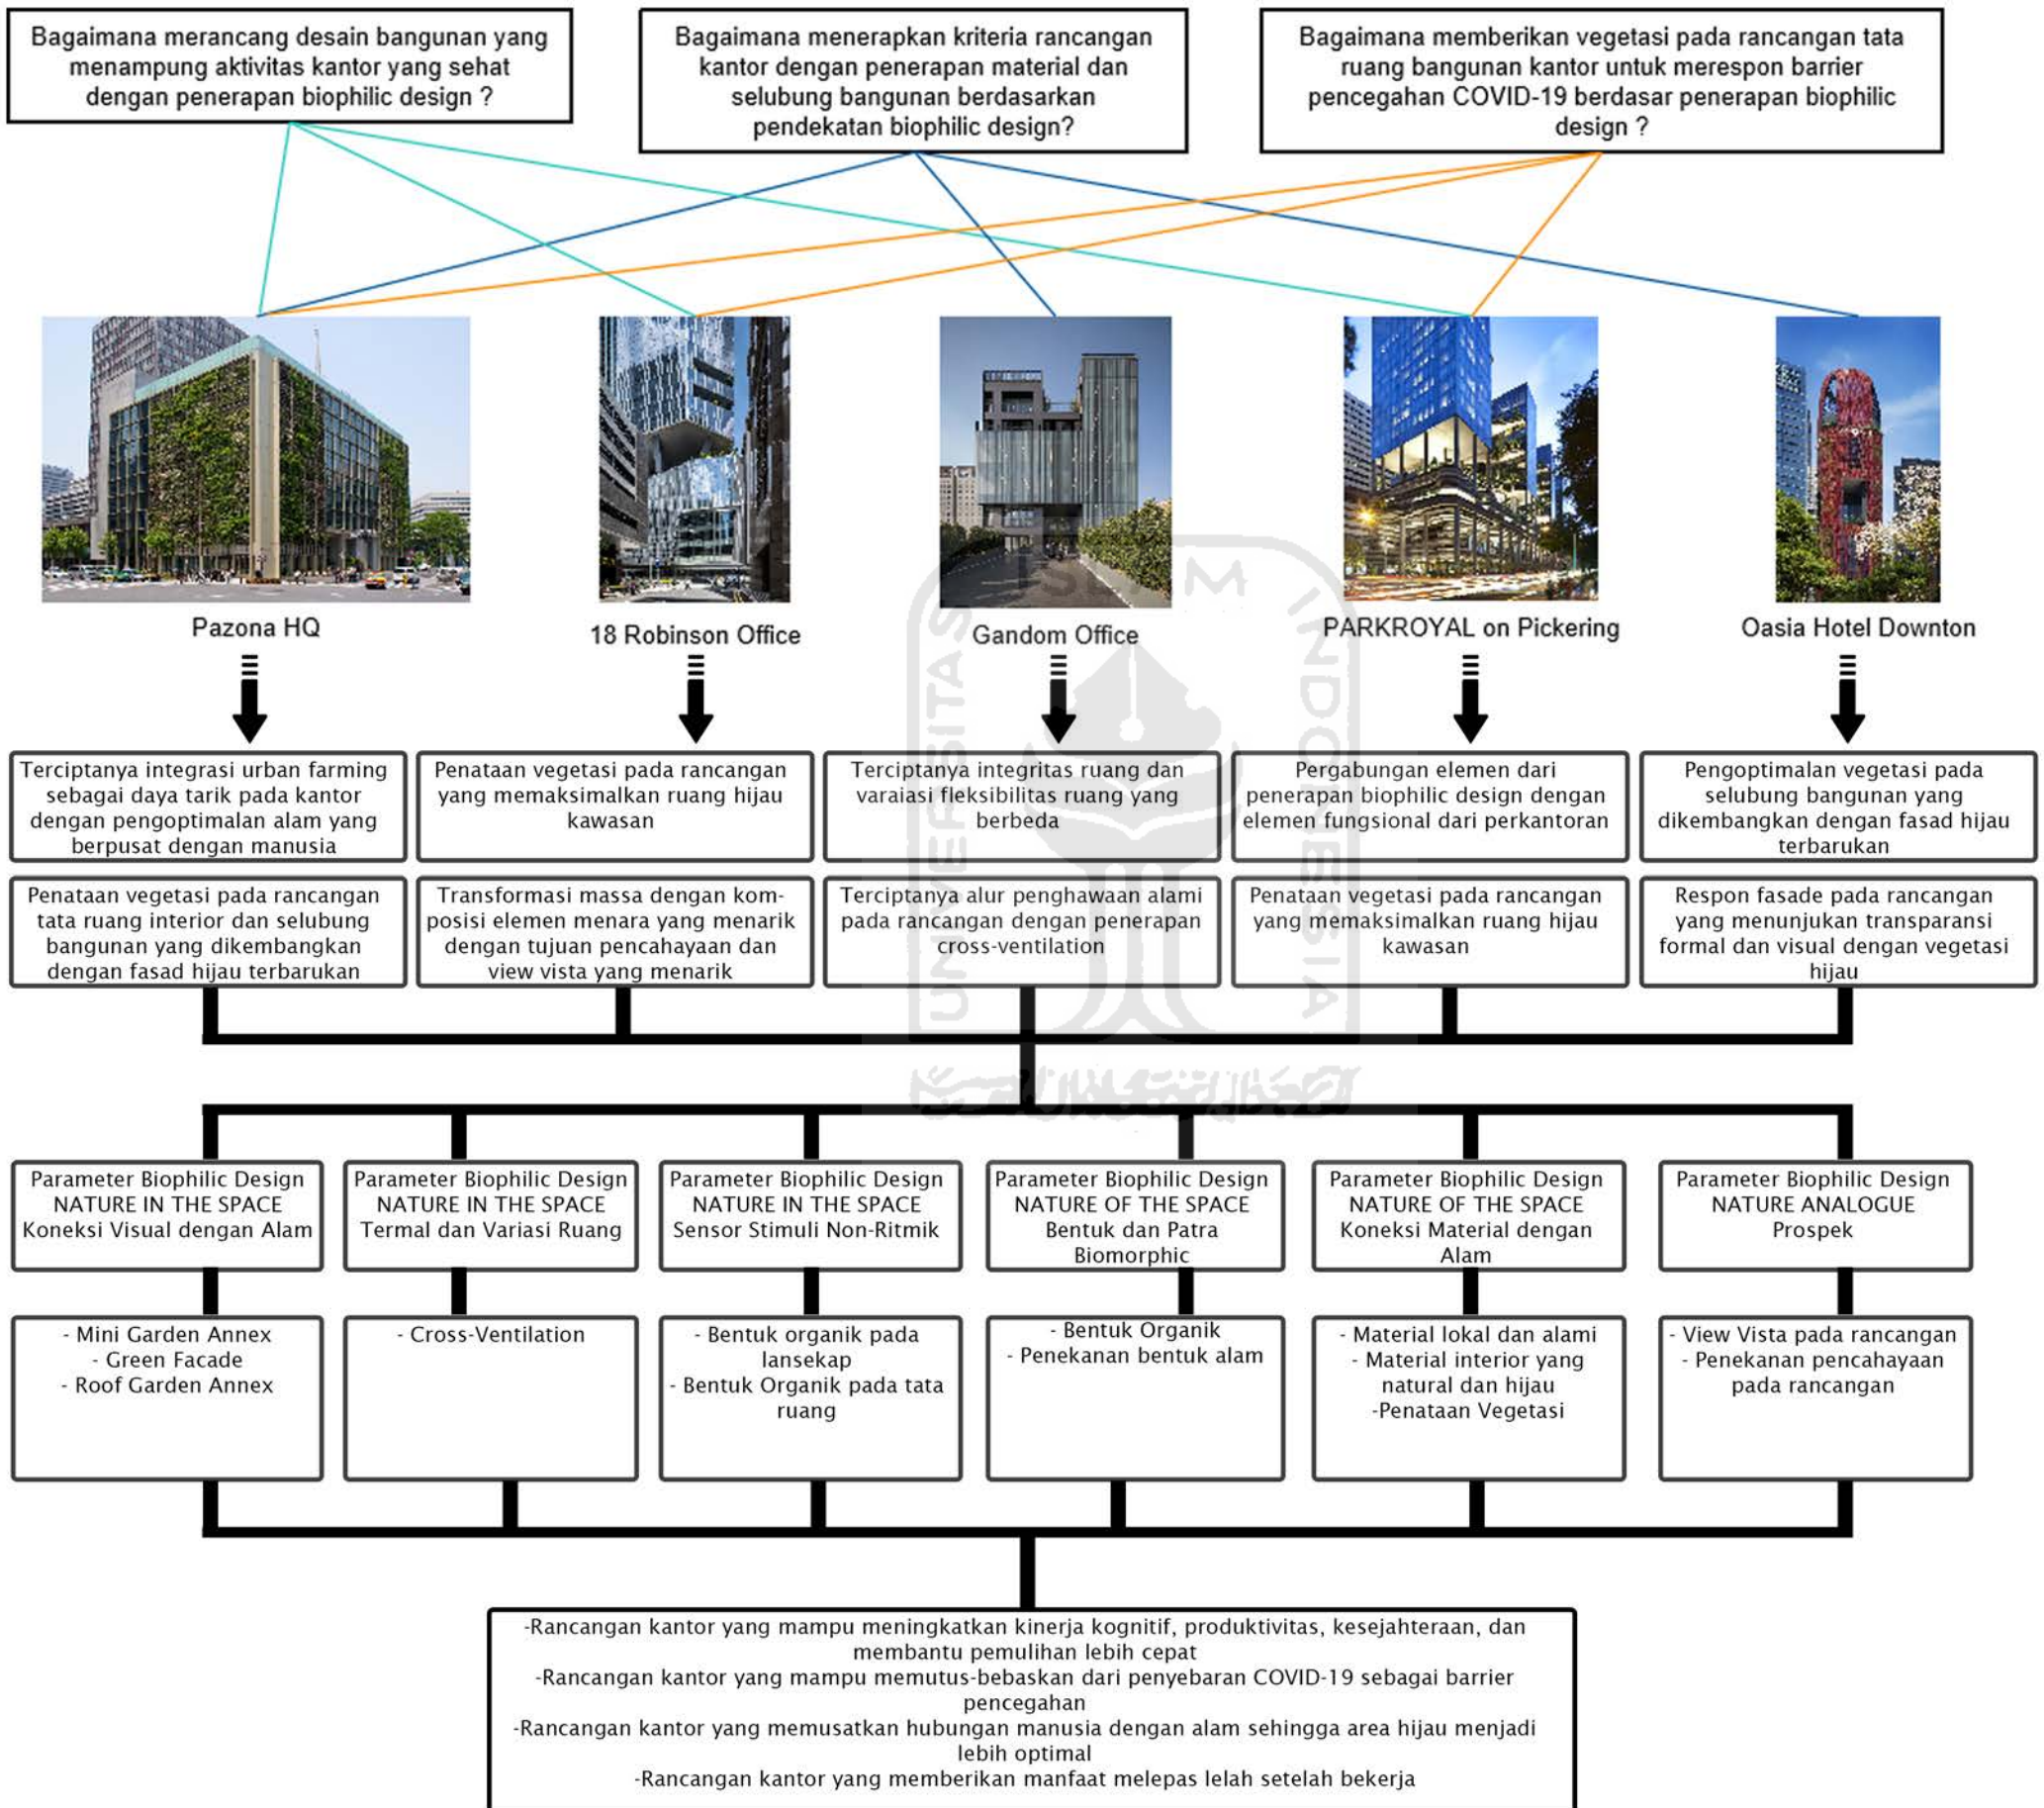 Bagaimana merancang desain bangunan yang
menampung aktivitas kantor yang sehat
dengan penerapan biophilic design ?
Bagaimana menerapkan kriteria rancangan
kantor dengan penerapan material dan
selubung bangunan berdasarkan
pendekatan biophilic design?
Bagaimana memberikan vegetasi pada rancangan tata
ruang bangunan kantor untuk merespon barrier
pencegahan COVID-19 berdasar penerapan biophilic
design ?
Pazona HQ
18 Robinson Office
Gandom Office
PARKROYAL on Pickering
Oasia Hotel Downton
Terciptanya integrasi urban farming
sebagai daya tarik pada kantor
dengan pengoptimalan alam yang
berpusat dengan manusia
Penataan vegetasi pada rancangan
yang memaksimalkan ruang hijau
kawasan
Terciptanya integritas ruang dan
varaiasi fleksibilitas ruang yang
berbeda
Pergabungan elemen dari
penerapan biophilic design dengan
elemen fungsional dari perkantoran
Pengoptimalan vegetasi pada
selubung bangunan yang
dikembangkan dengan fasad hijau
terbarukan
Penataan vegetasi pada rancangan
tata ruang interior dan selubung
bangunan yang dikembangkan
dengan fasad hijau terbarukan
Transformasi massa dengan kom-
posisi elemen menara yang menarik
dengan tujuan pencahayaan dan
view vista yang menarik
Terciptanya alur penghawaan alami
pada rancangan dengan penerapan
cross-ventilation
Penataan vegetasi pada rancangan
yang memaksimalkan ruang hijau
kawasan
Respon fasade pada rancangan
yang menunjukan transparansi
formal dan visual dengan vegetasi
hijau
UNIVERSITAS
ISLAM
INDONESIA
Parameter Biophilic Design
NATURE IN THE SPACE
Koneksi Visual dengan Alam
Parameter Biophilic Design
NATURE IN THE SPACE
Termal dan Variasi Ruang
Parameter Biophilic Design
NATURE IN THE SPACE
Sensor Stimuli Non-Ritmik
Parameter Biophilic Design
NATURE OF THE SPACE
Bentuk dan Patra
Biomorphic
Parameter Biophilic Design
NATURE OF THE SPACE
Koneksi Material dengan
Alam
Parameter Biophilic Design
NATURE ANALOGUE
Prospek
- Mini Garden Annex
- Green Facade
- Roof Garden Annex
- Cross-Ventilation
- Bentuk organik pada
lansekap
- Bentuk Organik pada tata
ruang
- Bentuk Organik
- Penekanan bentuk alam
- Material lokal dan alami
- Material interior yang
natural dan hijau
-Penataan Vegetasi
- View Vista pada rancangan
- Penekanan pencahayaan
pada rancangan
-Rancangan kantor yang mampu meningkatkan kinerja kognitif, produktivitas, kesejahteraan, dan
membantu pemulihan lebih cepat
-Rancangan kantor yang mampu memutus-bebaskan dari penyebaran COVID-19 sebagai barrier
pencegahan
-Rancangan kantor yang memusatkan hubungan manusia dengan alam sehingga area hijau menjadi
lebih optimal
-Rancangan kantor yang memberikan manfaat melepas lelah setelah bekerja